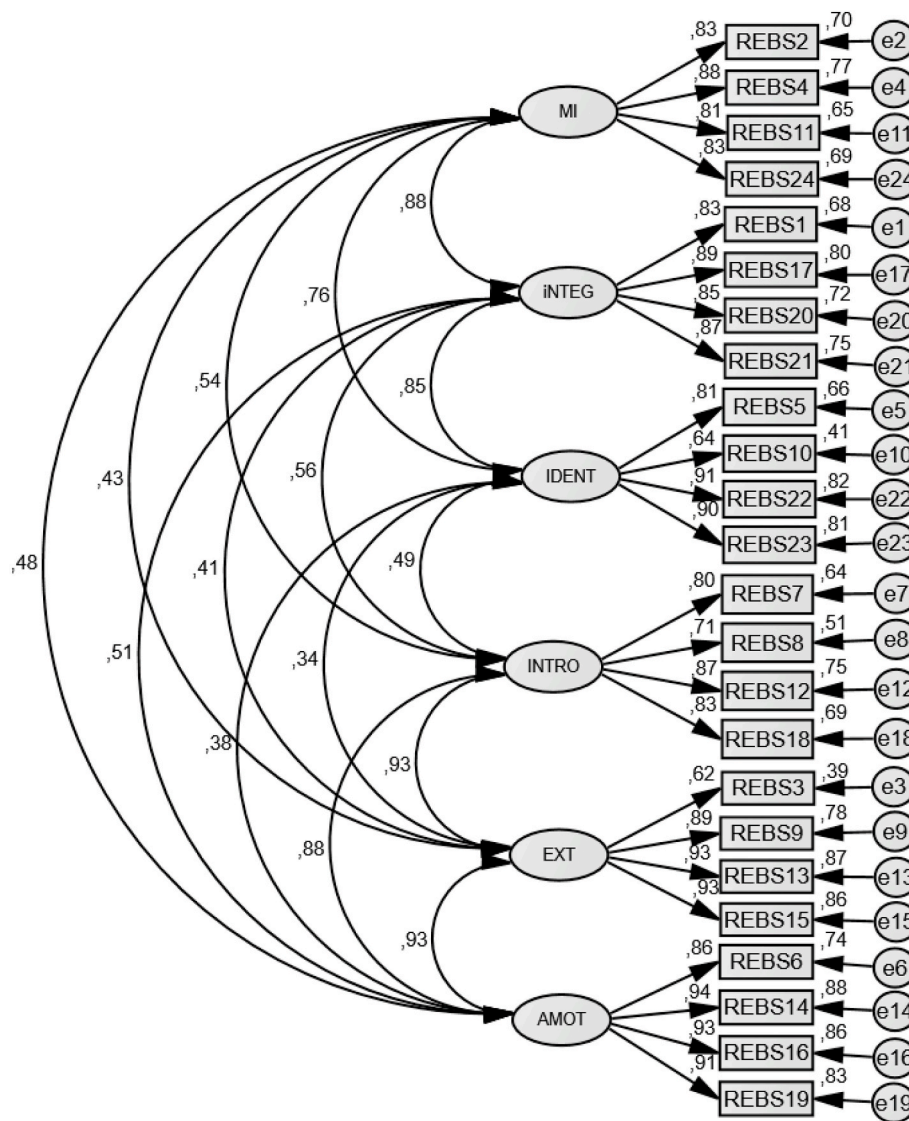 ,83 REBS2 ,70 e2
,88 REBS4 ,77 e4
MI
,81 REBS11 ,65 e11
,83 REBS24 ,69 e24
,88
,83 REBS1 ,68 e1
,89 REBS17 ,80 e17
iNTEG
,76
,85 REBS20 ,72 e20
,87 REBS21 ,75 e21
,54
,85
,81 REBS5 ,66 e5
,64 REBS10 ,41 e10
,43
,56
IDENT
,91 REBS22 ,82 e22
,90 REBS23 ,81 e23
,48
,41
,49
,80 REBS7 ,64 e7
,51
,34
,71 REBS8 ,51 e8
INTRO
,87 REBS12 ,75 e12
,83 REBS18 ,69 e18
,38
,93
,62 REBS3 ,39 e3
,89 REBS9 ,78 e9
,88
EXT
,93 REBS13 ,87 e13
,93 REBS15 ,86 e15
,93
,86 REBS6 ,74 e6
,94 REBS14 ,88 e14
AMOT
,93 REBS16 ,86 e16
,91 REBS19 ,83 e19